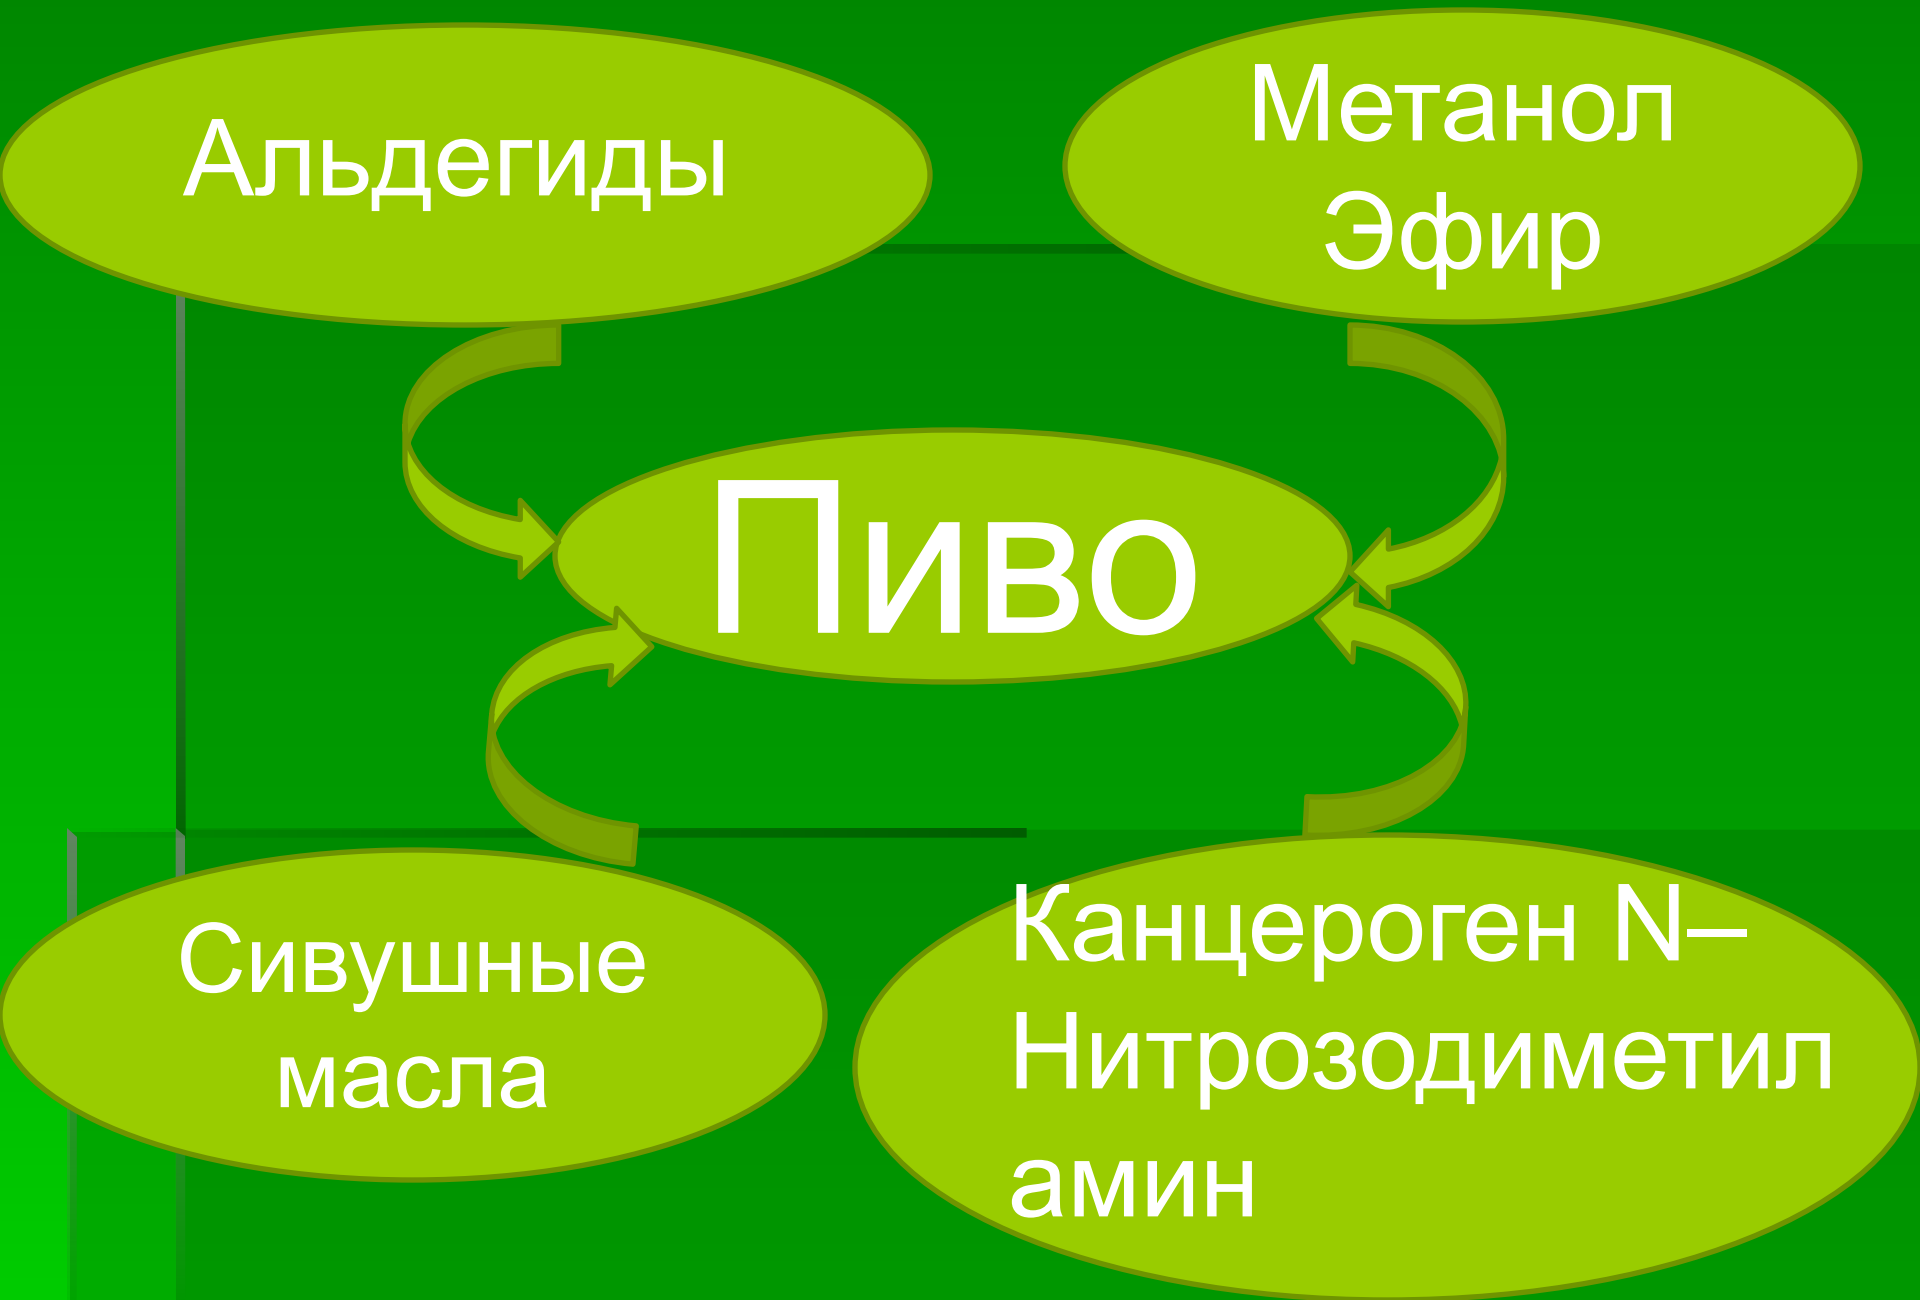 Альдегиды
Метанол
Эфир
Пиво
Сивушные
масла
Канцероген N–
Нитрозодиметил
амин